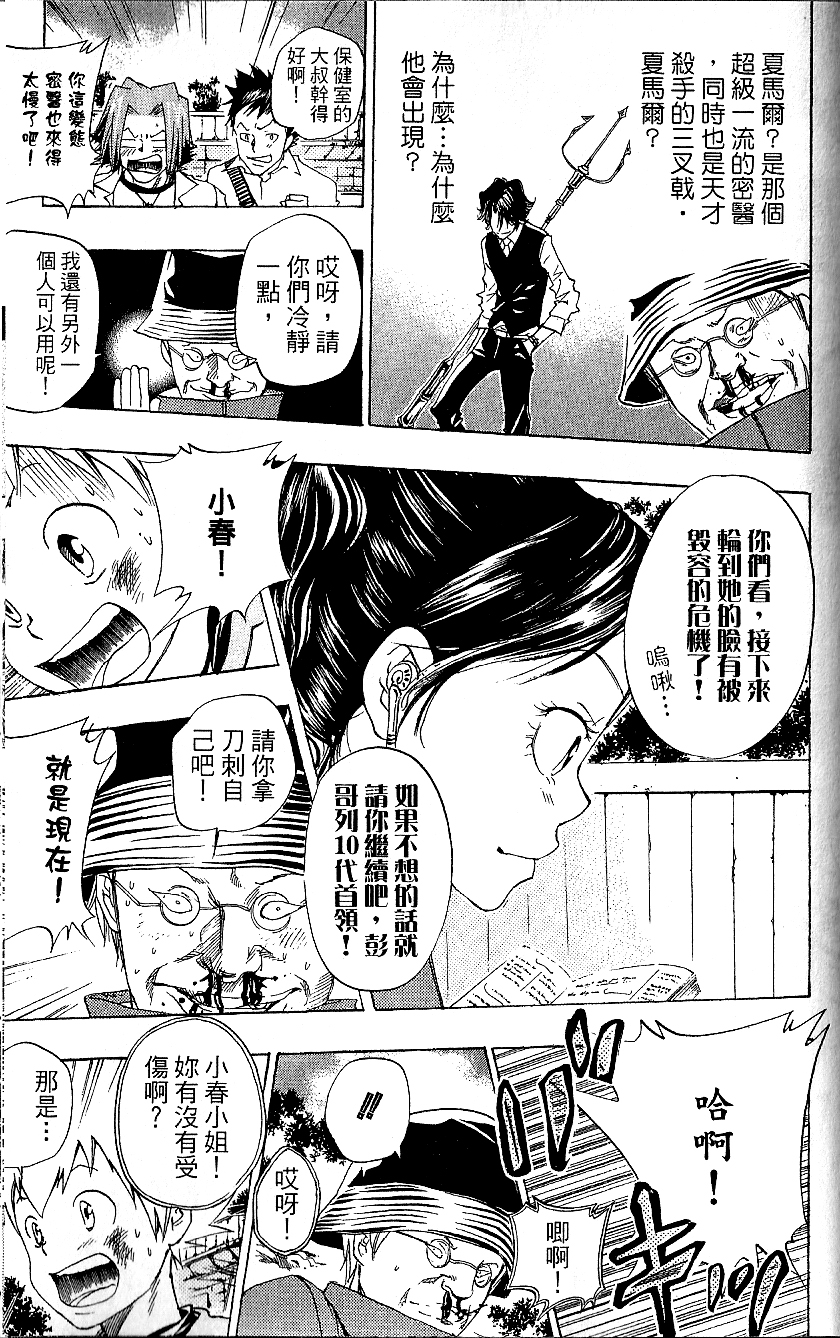 夏馬爾？是那個
超級一流的密醫
，同時也是天才
殺手的三叉戟．
夏馬爾？
為什麼…為什麼
他會出現？
保健室的
大叔幹得
好啊！
你這變態
密醫也來得
太慢了吧！
哎呀，請
你們冷靜
一點，
我還有另外一
個人可以用呢！
你們看，接下來
輪到她的臉有被
毀容的危機了！
嗚啾…
小春！
如果不想的話就
請你繼續吧，彭
哥列10代首領！
請你拿
刀刺自
己吧！
就是現在！
哈啊！
唧啊！
!!
哎呀！
小春小姐！
妳有沒有受
傷啊？
那是…